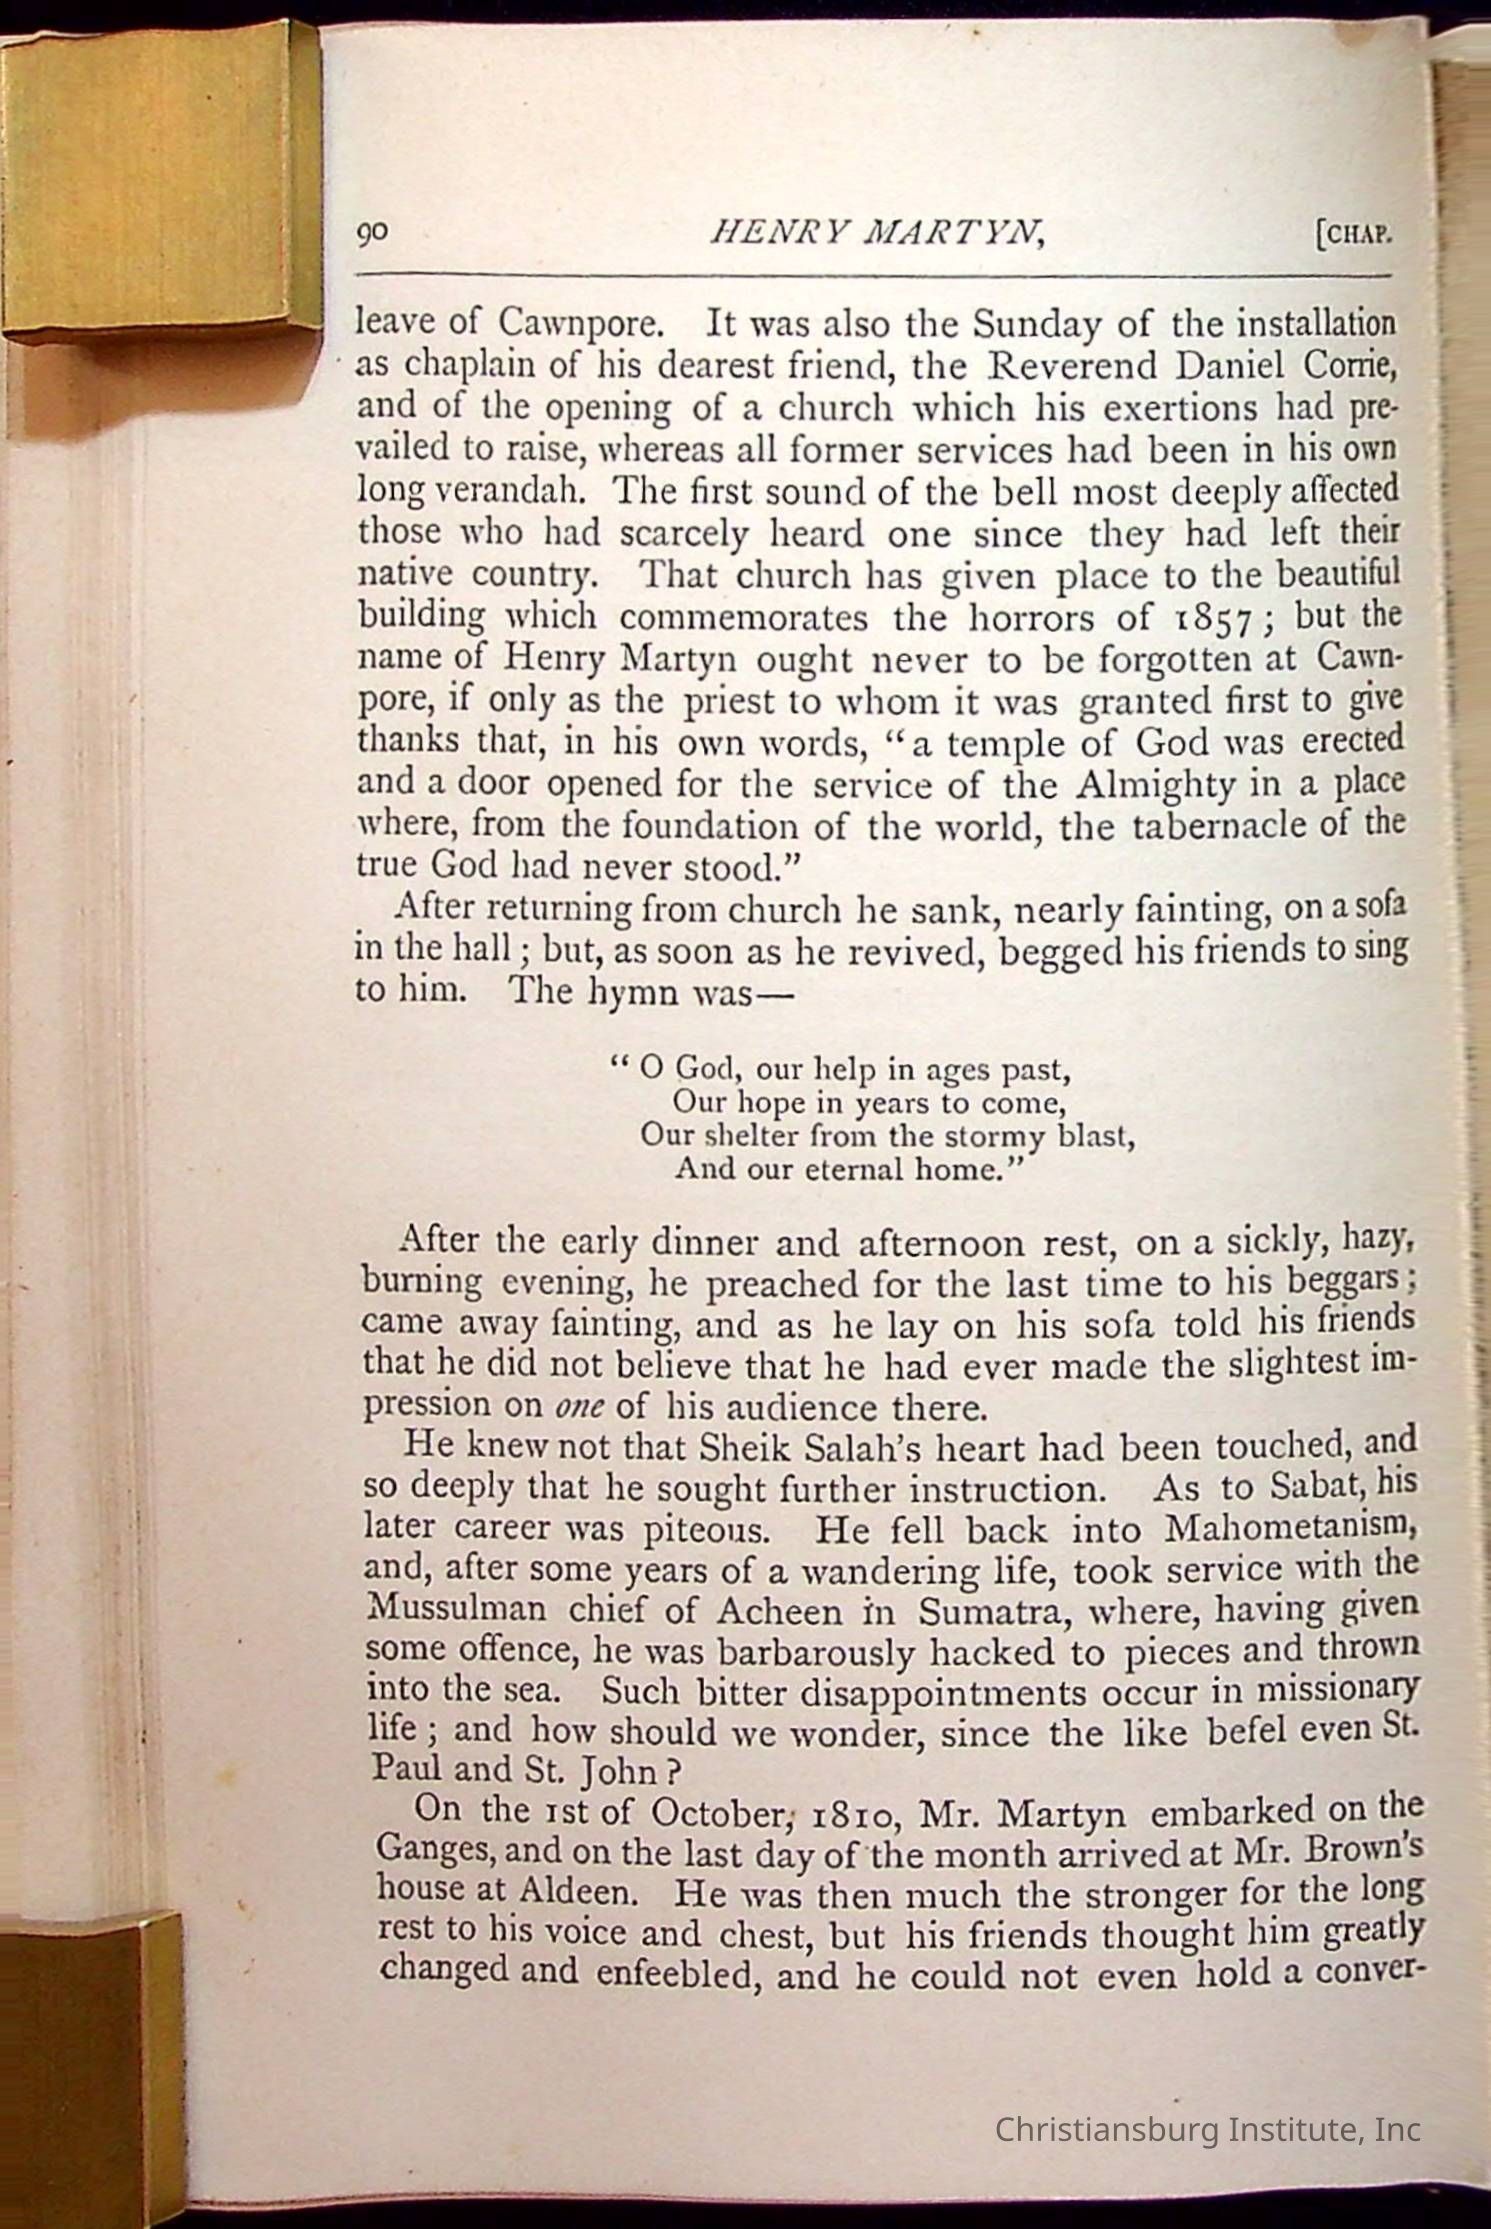 90 HENRY MARTYN, [CHAP.
leave of Cawnpore. It was also the Sunday of the installation
as chaplain of his dearest friend, the Reverend Daniel Corrie,
and of the opening of a church which his exertions had pre-
vailed to raise, whereas all former services had been in his own
long verandah. The first sound of the bell most deeply affected
those who had scarcely heard one since they had left their
native country. That church has given place to the beautiful
building which commemorates the horrors of 1857; but the
name of Henry Martyn ought never to be forgotten at Cawn-
pore, if only as the priest to whom it was granted first to give
thanks that, in his own words, “a temple of God was erected
and a door opened for the service of the Almighty in a place
where, from the foundation of the world, the tabernacle of the
true God had never stood.”
After returning from church he sank, nearly fainting, on a sofa
in the hall; but, as soon as he revived, begged his friends to sing
to him. The hymn was—
“O God, our help in ages past,
Our hope in years to come,
Our shelter from the stormy blast,
And our eternal home.”
After the early dinner and afternoon rest, on a sickly, hazy,
burning evening, he preached for the last time to his beggars;
came away fainting, and as he lay on his sofa told his friends
that he did not believe that he had ever made the slightest im-
pression on one of his audience there.
He knew not that Sheik Salah’s heart had been touched, and
so deeply that he sought further instruction. As to Sabat, his
later career was piteous. He fell back into Mahometanism,
and, after some years of a wandering life, took service with the
Mussulman chief of Acheen in Sumatra, where, having given
some offence, he was barbarously hacked to pieces and thrown
into the sea. Such bitter disappointments occur in missionary
life; and how should we wonder, since the like befel even St.
Paul and St. John?
On the 1st of October, 1810, Mr. Martyn embarked on the
Ganges, and on the last day of the month arrived at Mr. Brown’s
house at Aldeen. He was then much the stronger for the long
rest to his voice and chest, but his friends thought him greatly
changed and enfeebled, and he could not even hold a conver-
Christiansburg Institute, Inc